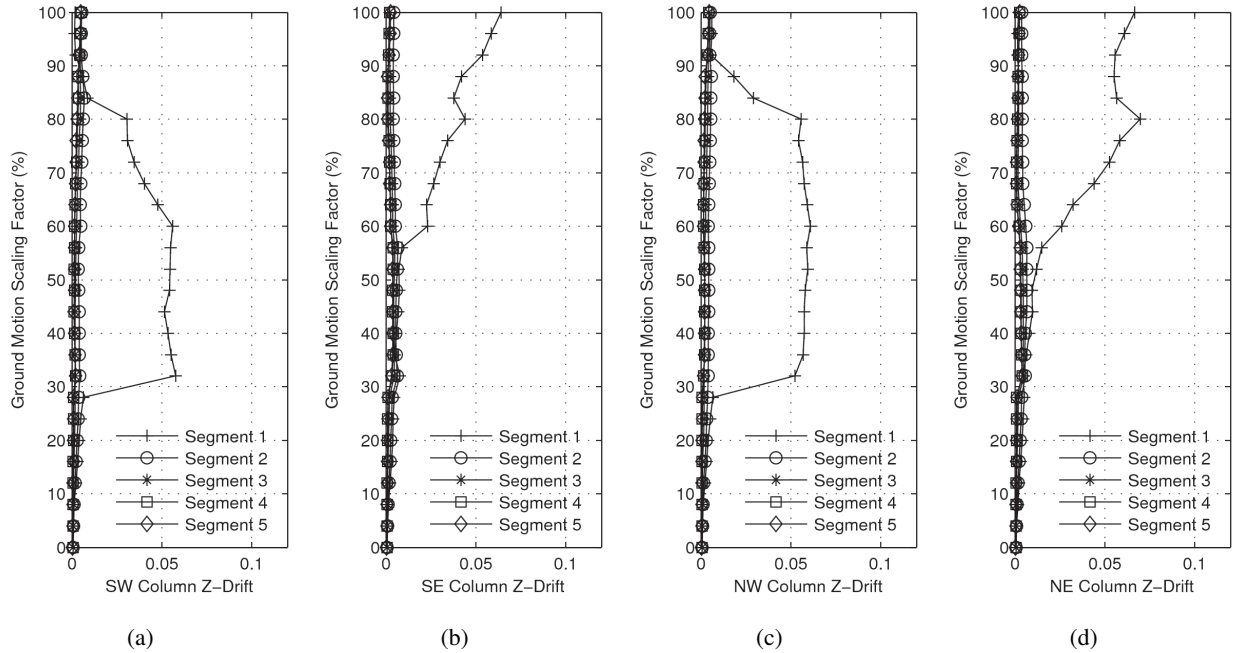 100
90
80
70
60
50
40
30
20
10
0
Ground Motion Scaling Factor (%)
Segment 1
Segment 2
Segment 3
Segment 4
Segment 5
0 0.05 0.1
SW Column Z−Drift
(a)
100
90
80
70
60
50
40
30
20
10
0
Ground Motion Scaling Factor (%)
Segment 1
Segment 2
Segment 3
Segment 4
Segment 5
0 0.05 0.1
SE Column Z−Drift
(b)
100
90
80
70
60
50
40
30
20
10
0
Ground Motion Scaling Factor (%)
Segment 1
Segment 2
Segment 3
Segment 4
Segment 5
0 0.05 0.1
NW Column Z−Drift
(c)
100
90
80
70
60
50
40
30
20
10
0
Ground Motion Scaling Factor (%)
Segment 1
Segment 2
Segment 3
Segment 4
Segment 5
0 0.05 0.1
NE Column Z−Drift
(d)